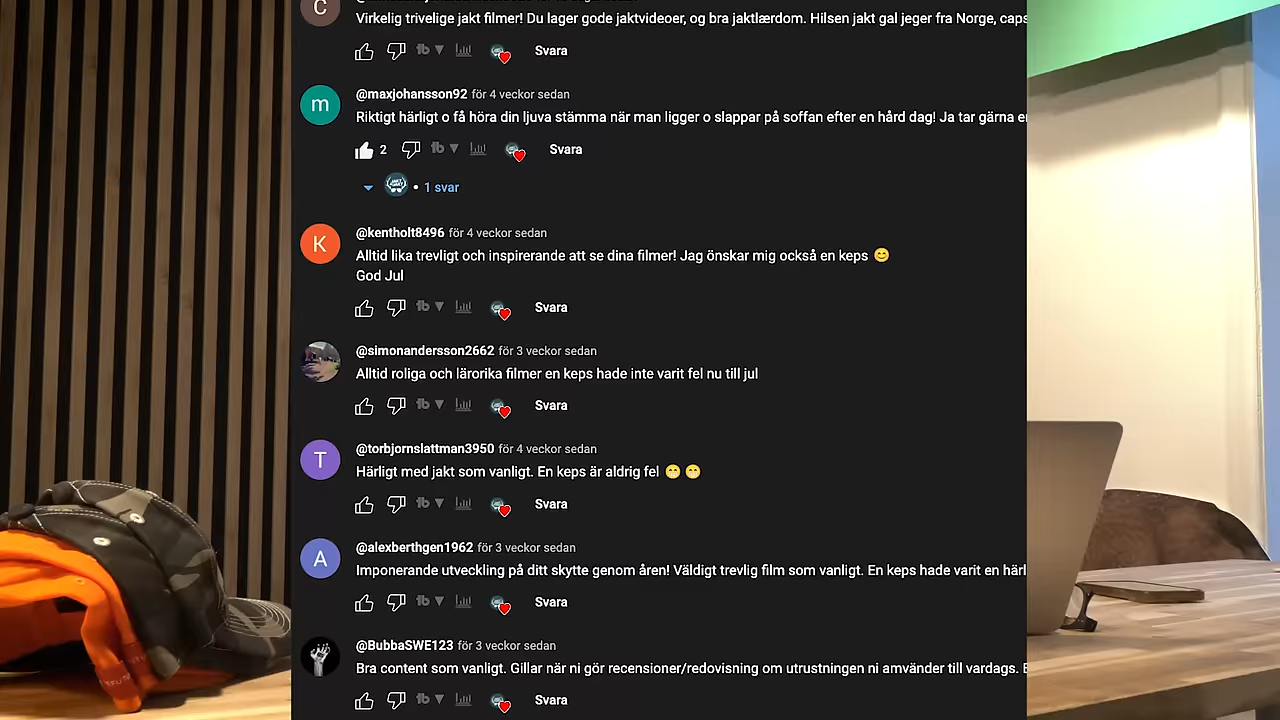 C
Virkelig trivelige jakt filmer! Du lager gode jaktvideoer, og bra jaktlærdom. Hilsen jakt gal jeger fra Norge, caps
Svara
m
@maxjohansson92 för 4 veckor sedan
Riktigt härligt o få höra din ljuva stämma när man ligger o slappar på soffan efter en hård dag! Ja tar gärna
2 Svara
• 1 svar
K
@kentholt8496 för 4 veckor sedan
Alltid lika trevligt och inspirerande att se dina filmer! Jag önskar mig också en keps 😊
God Jul
Svara
@simonandersson2662 för 3 veckor sedan
Alltid roliga och lärorika filmer en keps hade inte varit fel nu till jul
Svara
T
@torbjornslattman3950 för 4 veckor sedan
Härligt med jakt som vanligt. En keps är aldrig fel 😁 😁
Svara
A
@alexberthgen1962 för 3 veckor sedan
Imponerande utveckling på ditt skytte genom åren! Väldigt trevlig film som vanligt. En keps hade varit en
Svara
@BubbaSWE123 för 3 veckor sedan
Bra content som vanligt. Gillar när ni gör recensioner/redovisning om utrustningen ni amvänder till vardags.
Svara